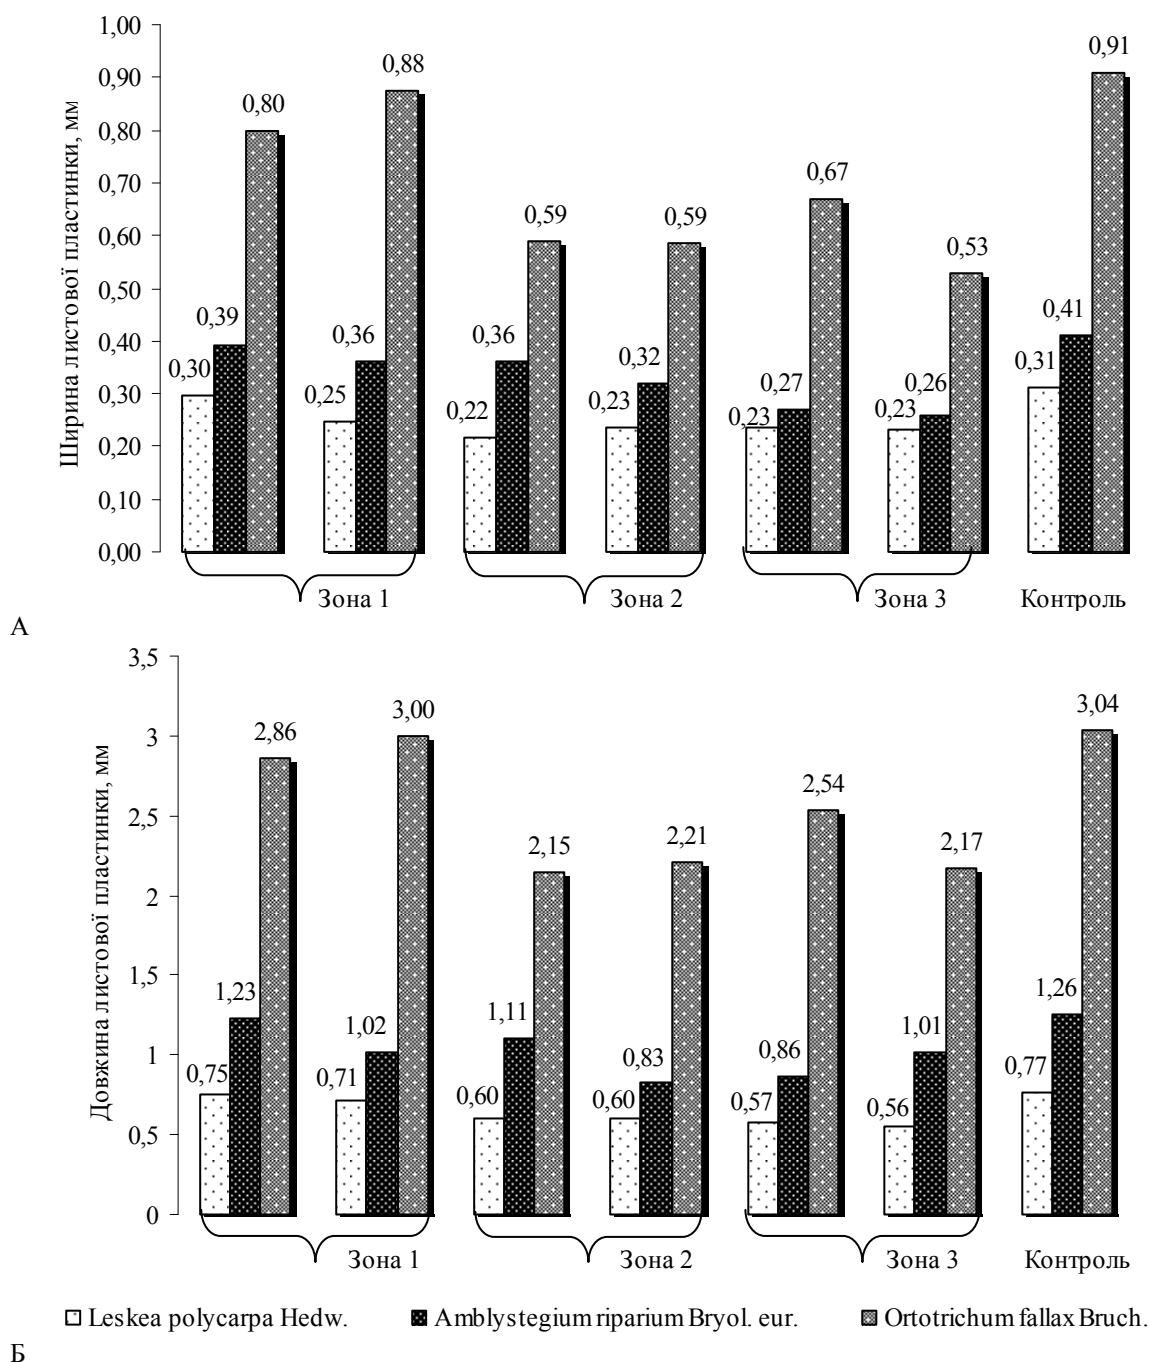 Ширина листової пластинки, мм
1,00
0,90
0,80
0,70
0,60
0,50
0,40
0,30
0,20
0,10
0,00
0,30 0,39 0,80
0,25 0,36 0,88
0,22 0,36 0,59
0,23 0,32 0,59
0,23 0,27 0,67
0,23 0,26 0,53
0,31 0,41 0,91
Зона 1 Зона 2 Зона 3 Контроль
А
Довжина листової пластинки, мм
3,5
3
2,5
2
1,5
1
0,5
0
0,75 1,23 2,86
0,71 1,02 3,00
0,60 1,11 2,15
0,60 0,83 2,21
0,57 0,86 2,54
0,56 1,01 2,17
0,77 1,26 3,04
Зона 1 Зона 2 Зона 3 Контроль
Leskea polycarpa Hedw. Amblystegium riparium Bryol. eur. Ortotrichum fallax Bruch.
Б